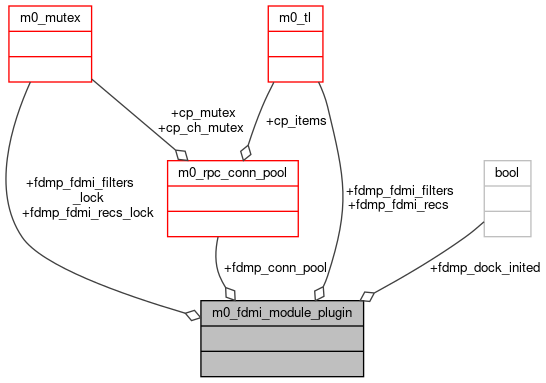 m0_mutex
m0_tl
+cp_mutex
+cp_ch_mutex
+cp_items
m0_rpc_conn_pool
bool
+fdmp_fdmi_filters
_lock
+fdmp_fdmi_recs_lock
+fdmp_fdmi_filters
+fdmp_fdmi_recs
+fdmp_conn_pool
+fdmp_dock_inited
m0_fdmi_module_plugin